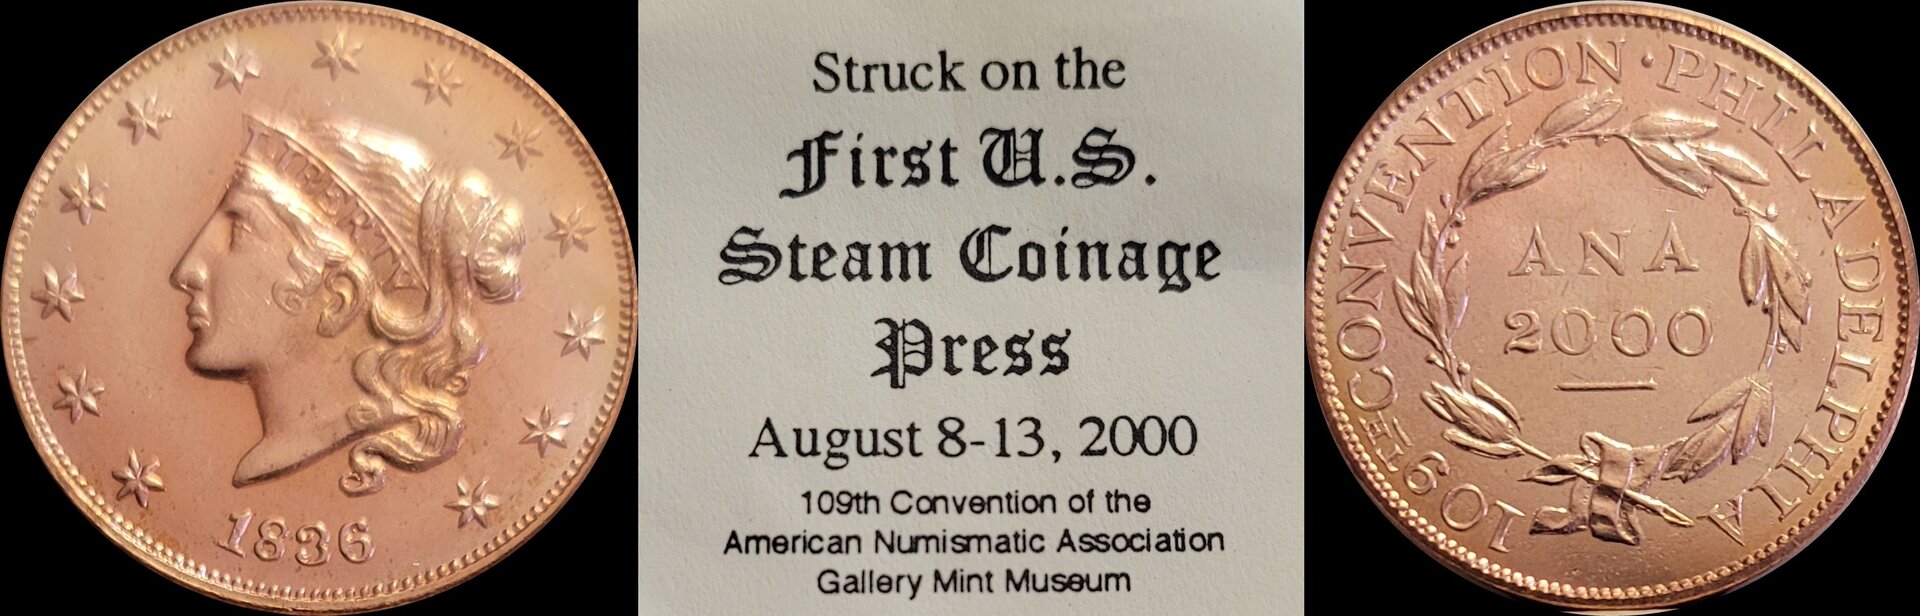 LIBERTY
1836
Struck on the
First U.S.
Steam Coinage
Press
August 8-13, 2000
109th Convention of the
American Numismatic Association
Gallery Mint Museum
109TE CONVENTION · PHILADELPHIA
ANA
2000